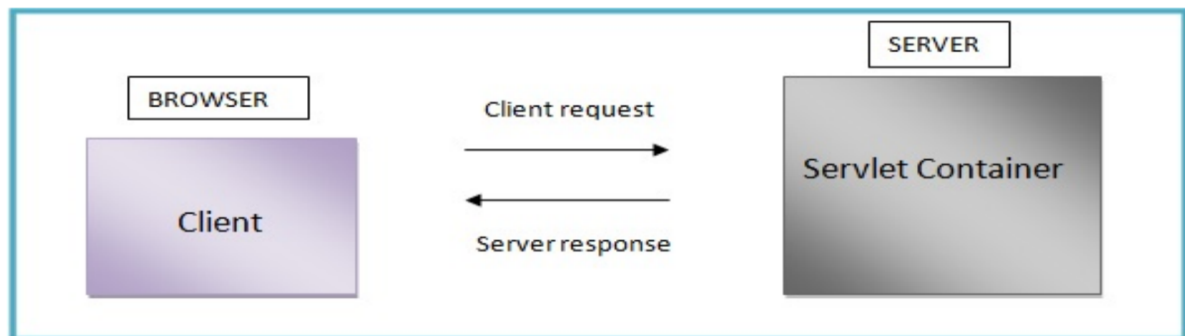 BROWSER
Client
Client request
Server response
SERVER
Servlet Container